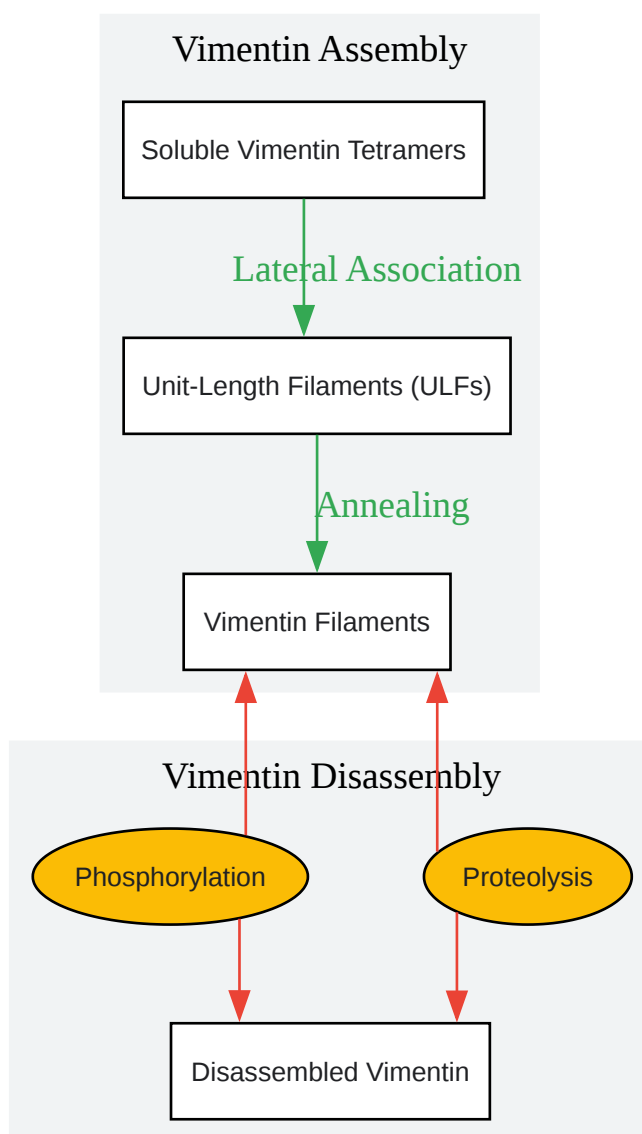 Vimentin Assembly
Soluble Vimentin Tetramers
Lateral Association
Unit-Length Filaments (ULFs)
Annealing
Vimentin Filaments
Vimentin Disassembly
Phosphorylation
Proteolysis
Disassembled Vimentin